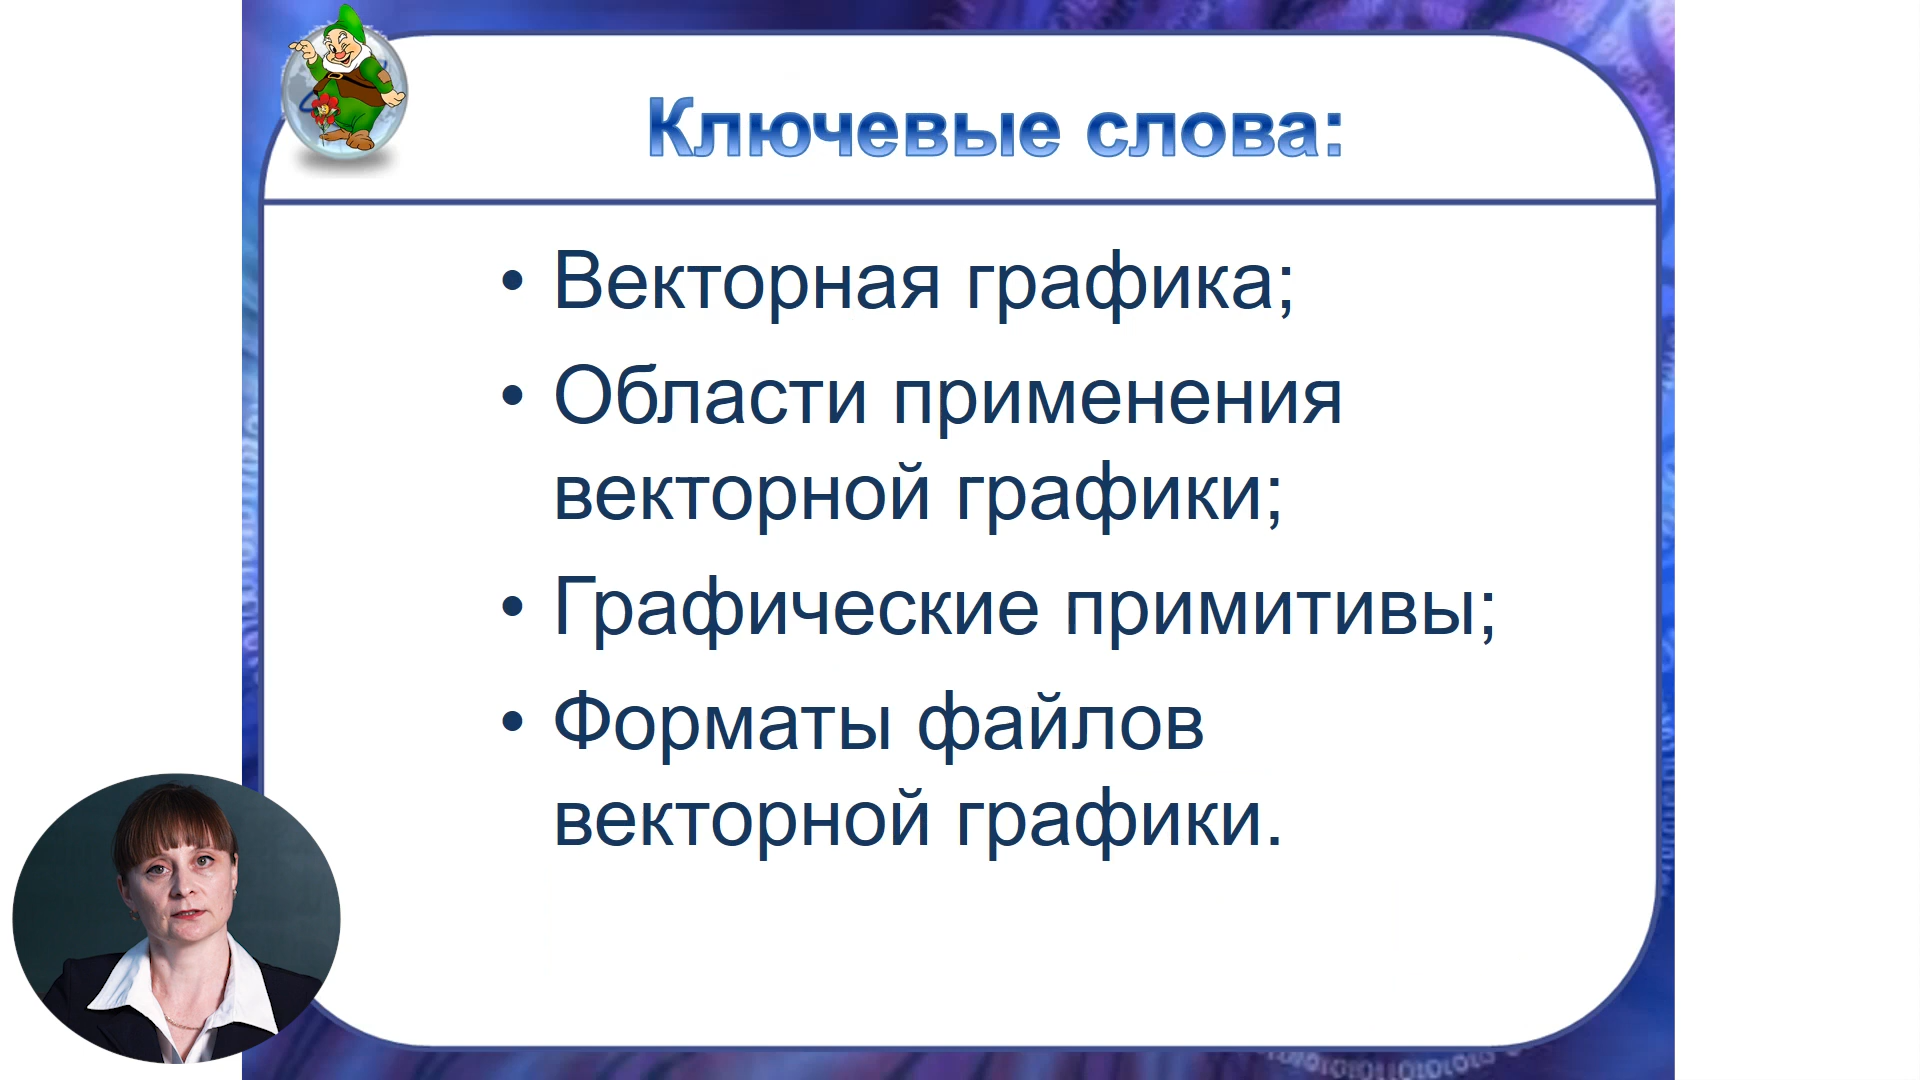 Ключевые слова:
• Векторная графика;
• Области применения
векторной графики;
• Графические примитивы;
• Форматы файлов
векторной графики.